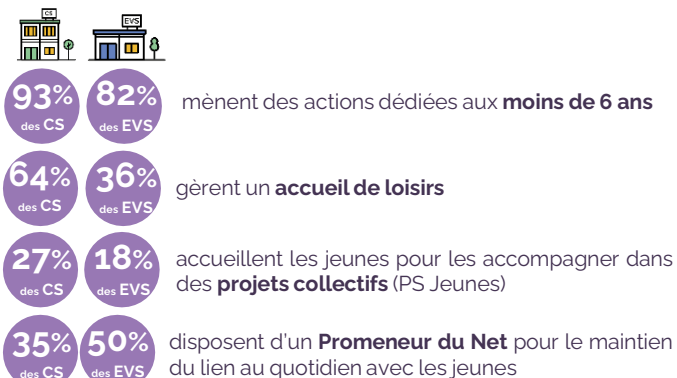 CS EVS
93% 82%
des CS des EVS
mènent des actions dédiées aux moins de 6 ans
64% 36%
des CS des EVS
gèrent un accueil de loisirs
27% 18%
des CS des EVS
accueillent les jeunes pour les accompagner dans
des projets collectifs (PS Jeunes)
35% 50%
des CS des EVS
disposent d'un Promeneur du Net pour le maintien
du lien au quotidien avec les jeunes